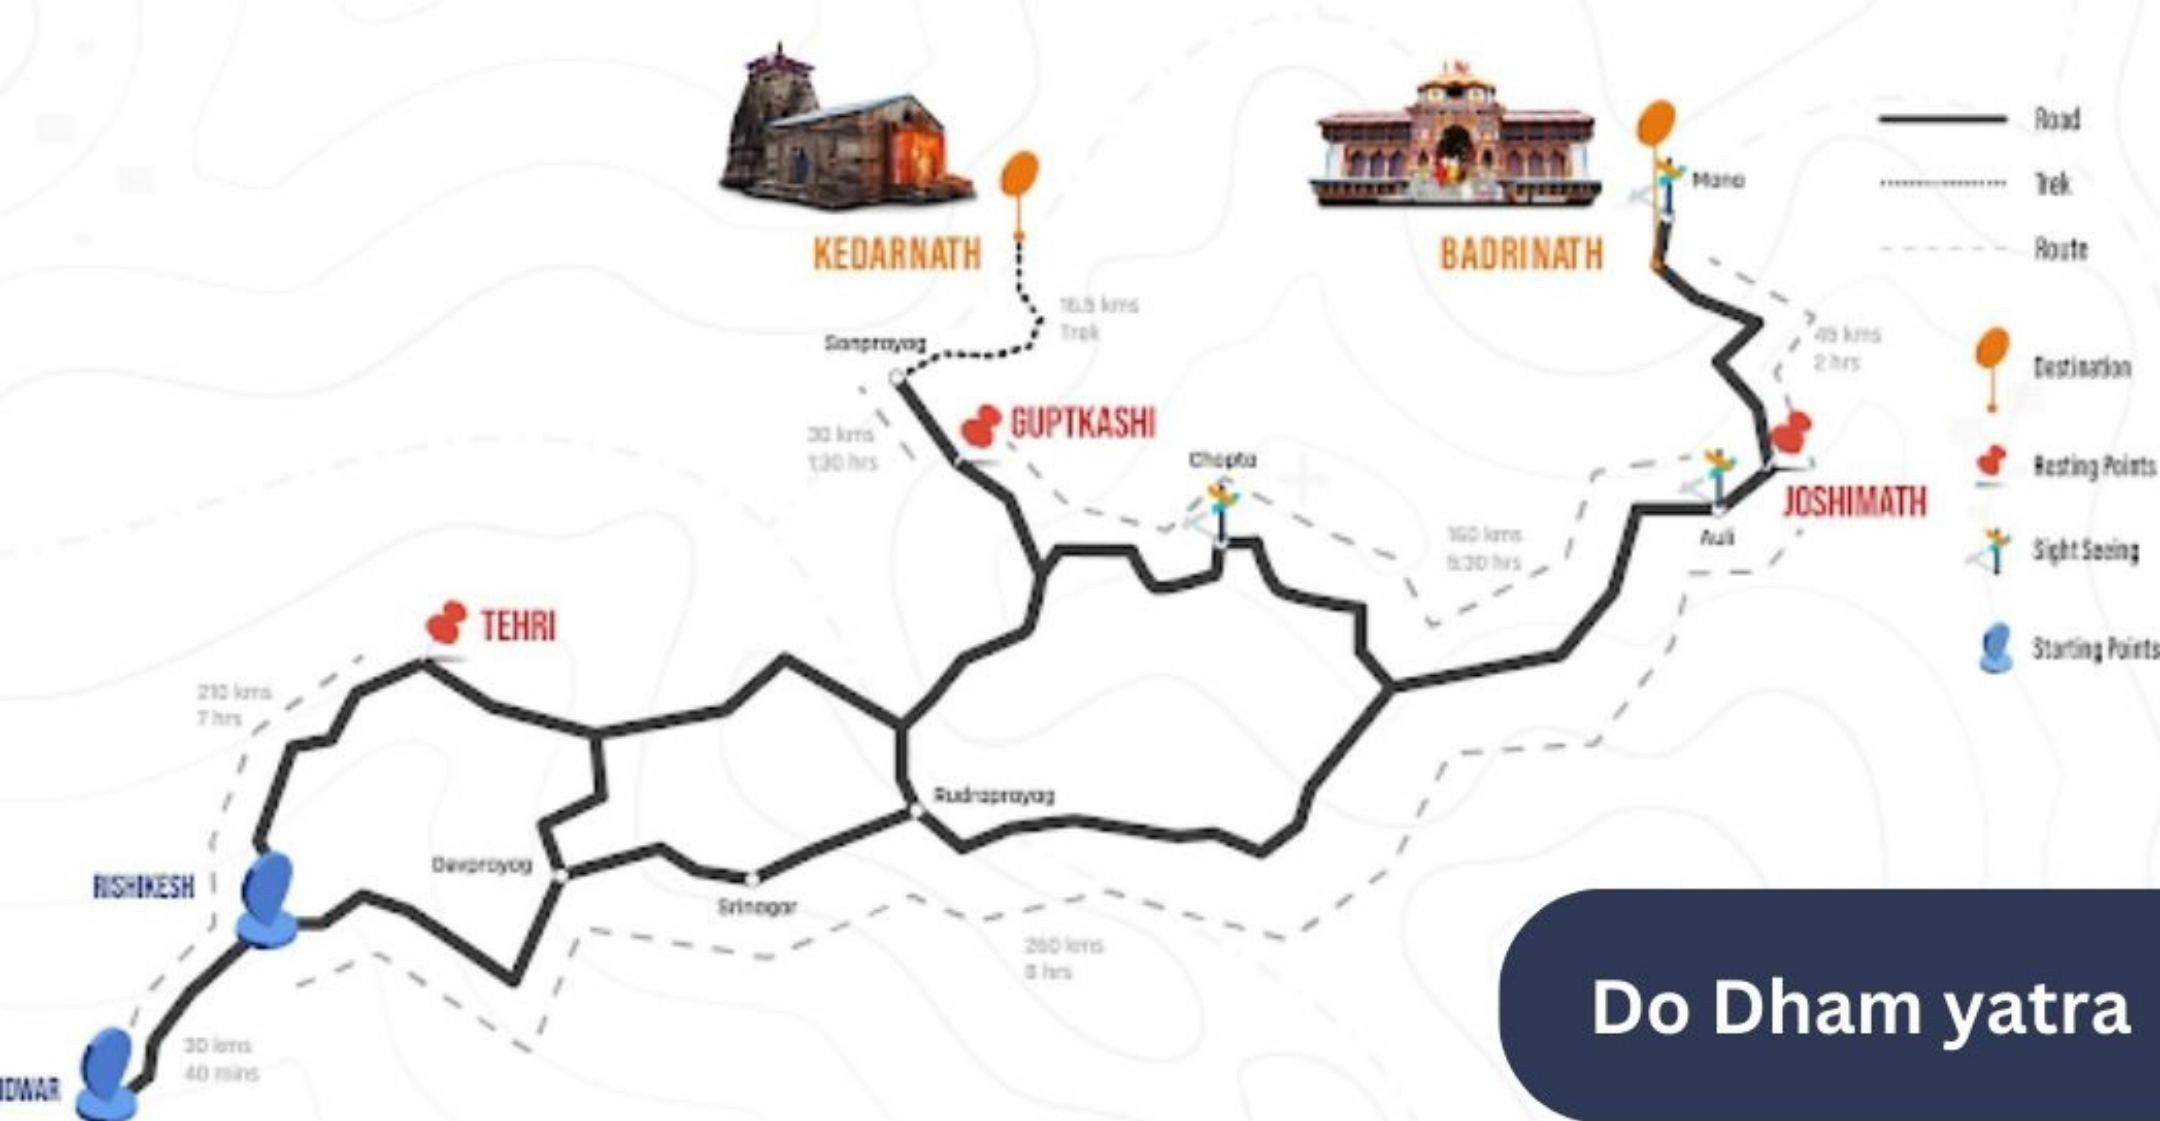 KEDARNATH
BADRINATH
Mana
Road
Trek
Route
16.5 kms
Trek
Sonprayag
49 kms
2 hrs
Destination
GUPTKASHI
30 kms
1:30 hrs
Chopta
Resting Points
JOSHIMATH
Auli
160 kms
5:30 hrs
Sight Seeing
TEHRI
Starting Points
210 kms
7 hrs
Rudraprayag
Devprayag
RISHIKESH
Srinagar
260 kms
8 hrs
Do Dham yatra
30 kms
40 mins
IDWAR